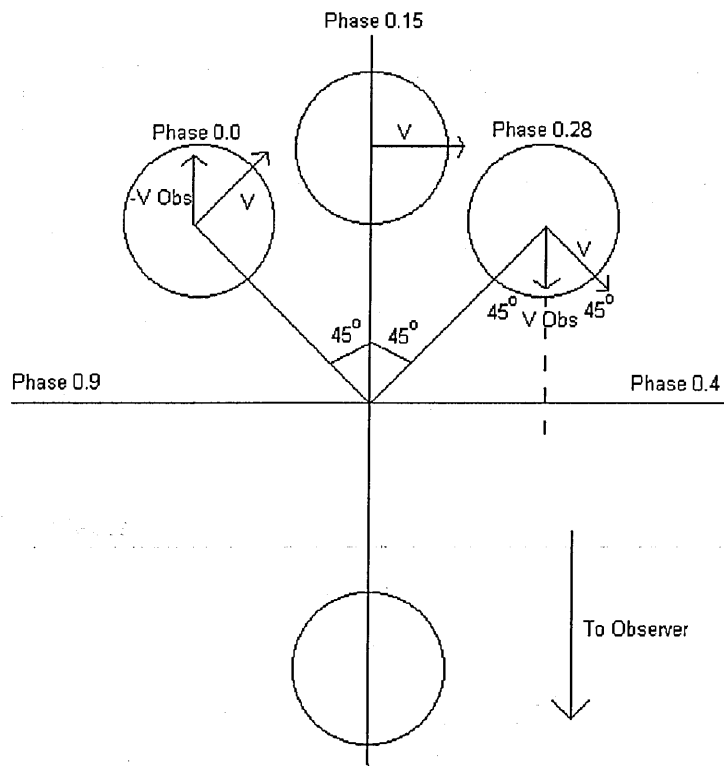 Phase 0.15
Phase 0.0
V
Phase 0.28
-V Obs
V
V
45°
V Obs
45°
45°
45°
Phase 0.9
Phase 0.4
To Observer